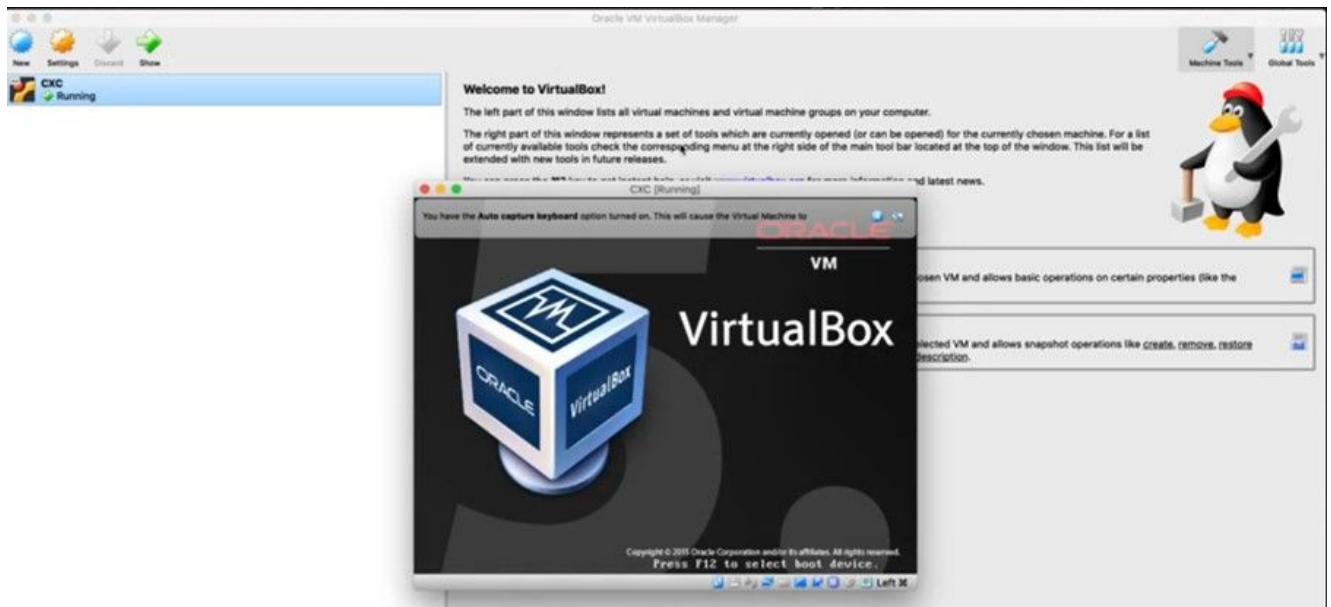 Oracle VM VirtualBox Manager
New Settings Discard Show
Machine Tools Global Tools
CXC
Running
Welcome to VirtualBox!
The left part of this window lists all virtual machines and virtual machine groups on your computer.
The right part of this window represents a set of tools which are currently opened (or can be opened) for the currently chosen machine. For a list
of currently available tools check the corresponding menu at the right side of the main tool bar located at the top of the window. This list will be
extended with new tools in future releases.
and latest news.
CXC [Running]
You have the Auto capture keyboard option turned on. This will cause the Virtual Machine to
ORACLE
VM
VirtualBox
5.
ORACLE
VirtualBox
osen VM and allows basic operations on certain properties (like the
elected VM and allows snapshot operations like create, remove, restore
description.
Copyright © 2015 Oracle Corporation and/or its affiliates. All rights reserved.
Press F12 to select boot device.
Left ⌘